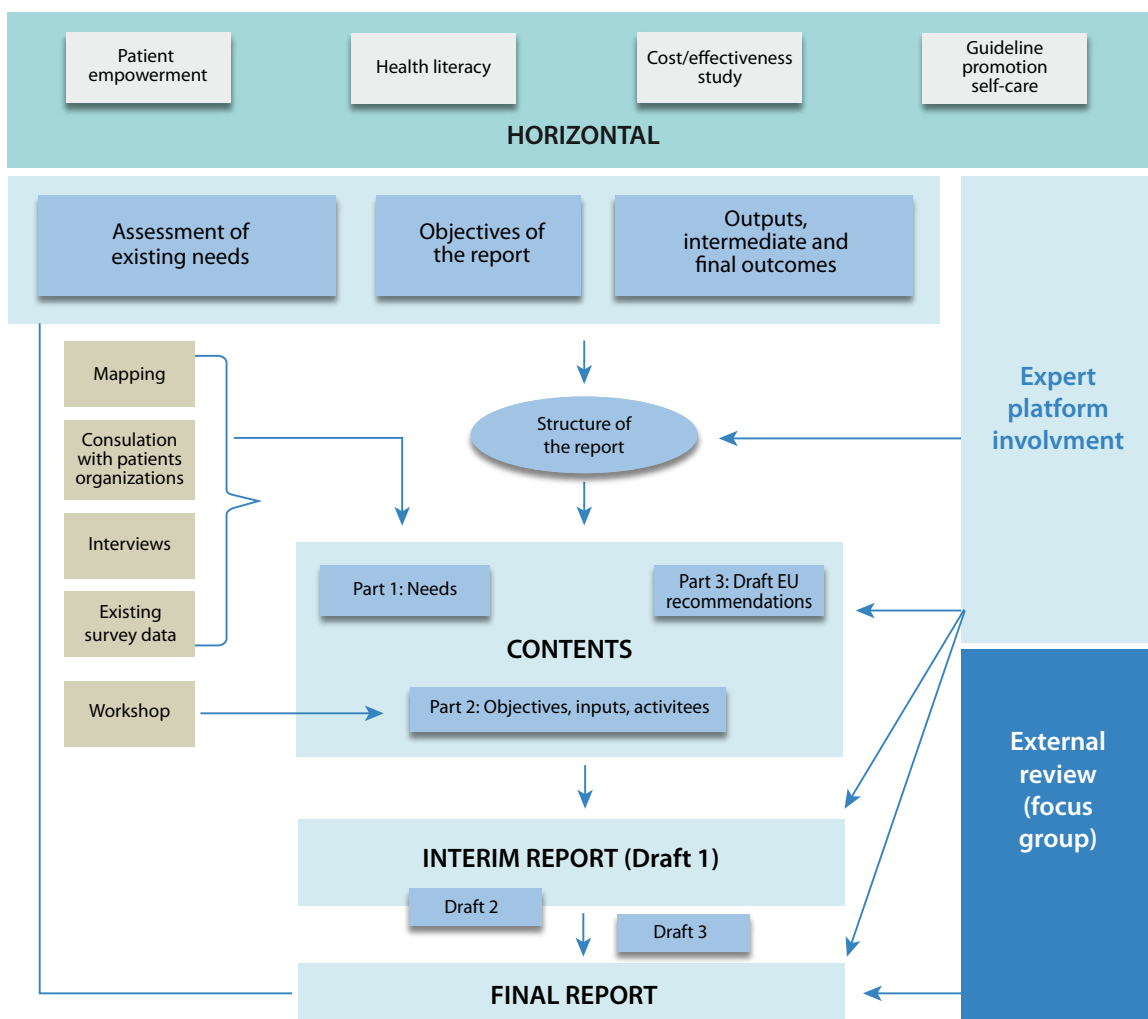 Patient
empowerment
Health literacy
Cost/effectiveness
study
Guideline
promotion
self-care
HORIZONTAL
Assessment of
existing needs
Objectives of
the report
Outputs,
intermediate and
final outcomes
Expert
platform
involvment
Mapping
Consulation
with patients
organizations
Interviews
Existing
survey data
Workshop
Structure of
the report
Part 1: Needs
Part 3: Draft EU
recommendations
CONTENTS
Part 2: Objectives, inputs, activitees
External
review
(focus
group)
INTERIM REPORT (Draft 1)
Draft 2
Draft 3
FINAL REPORT